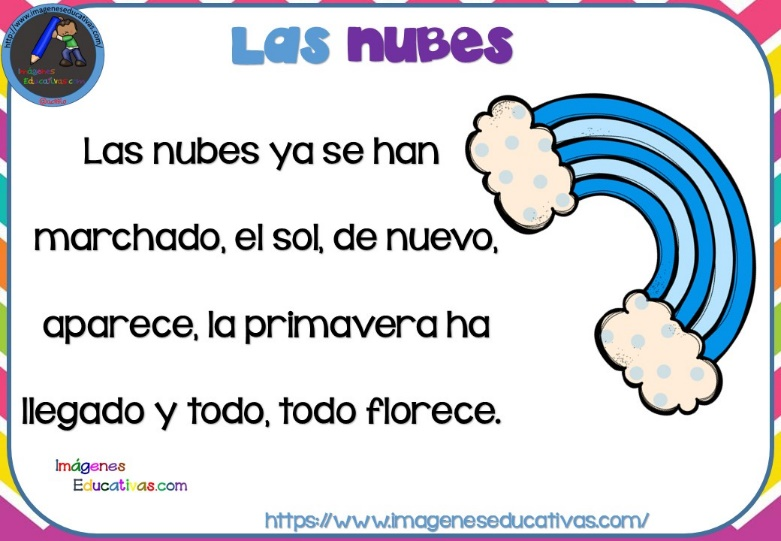 http://www.imageneseducativas.com/
Imágenes
Educativas.com
Las nubes
Las nubes ya se han
marchado, el sol, de nuevo,
aparece, la primavera ha
llegado y todo, todo florece.
Imágenes
Educativas.com
https://www.imageneseducativas.com/